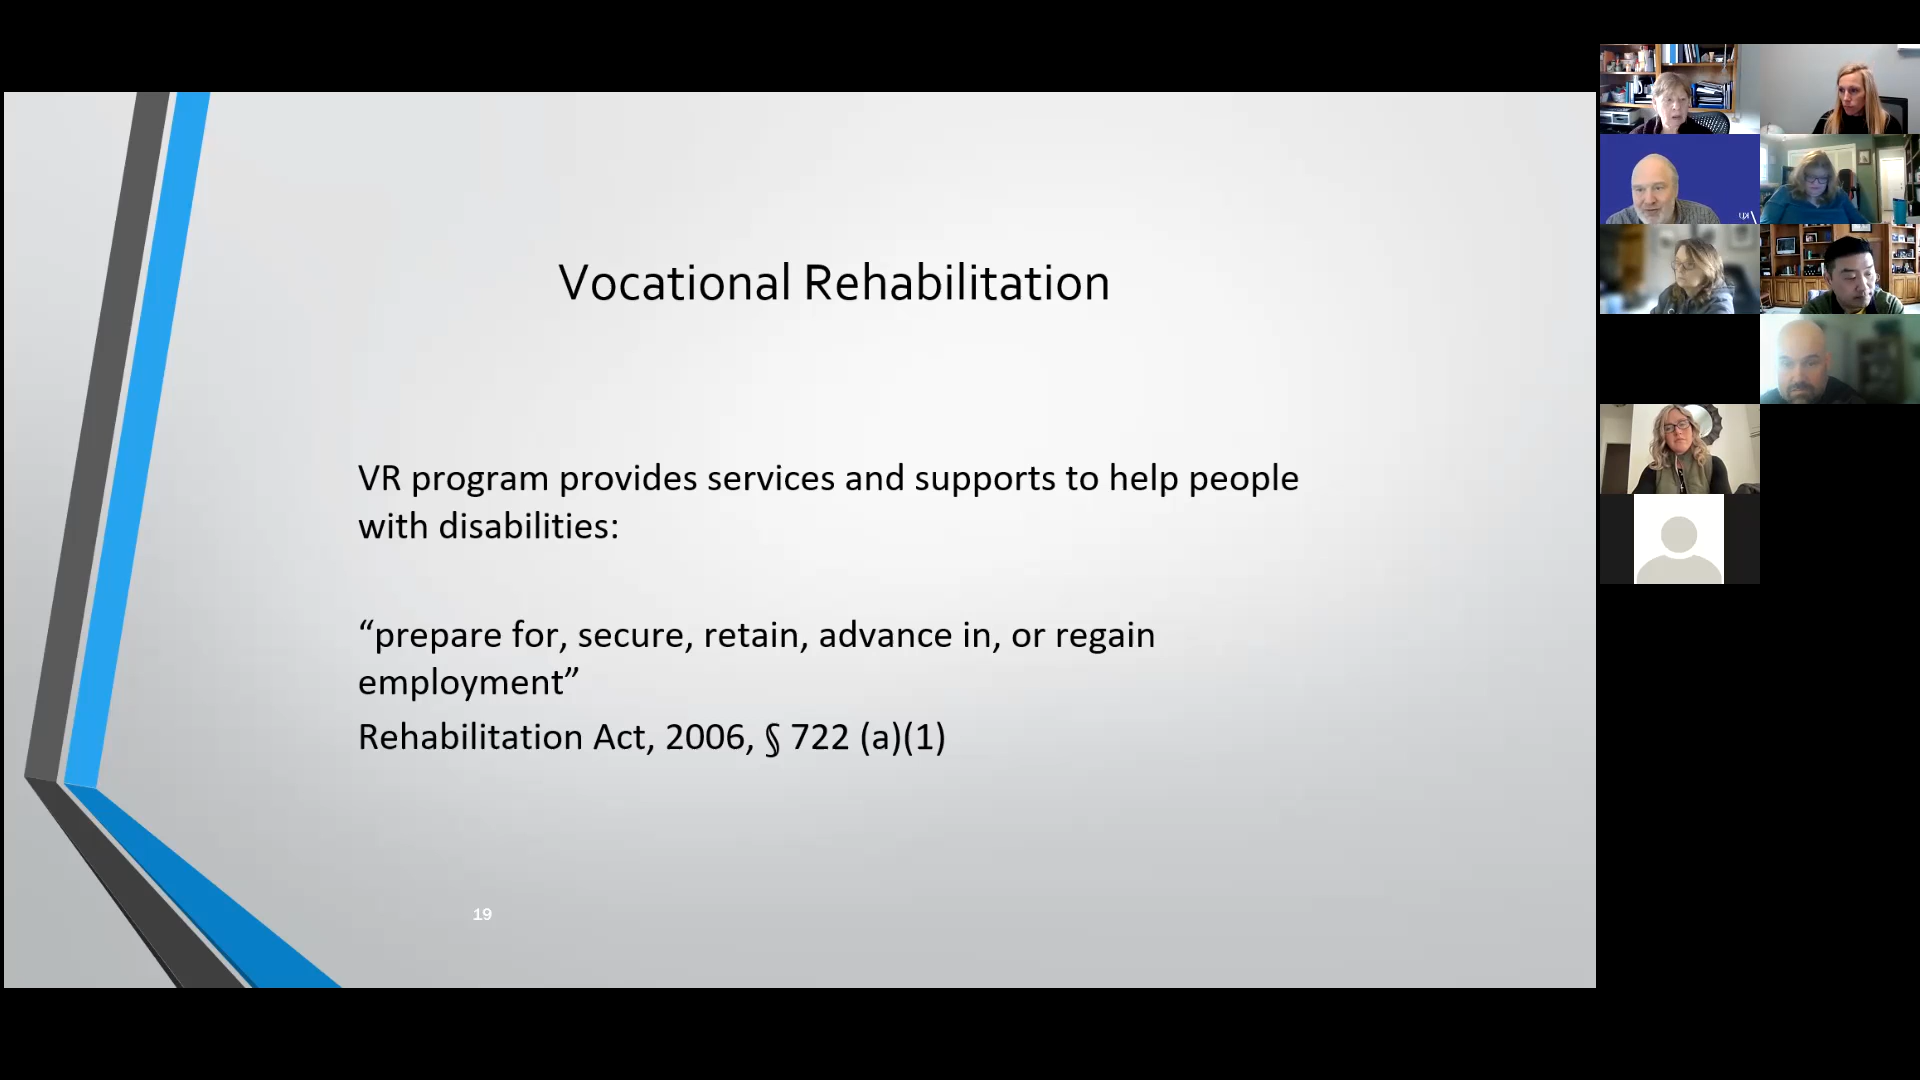 Vocational Rehabilitation
VR program provides services and supports to help people
with disabilities:
“prepare for, secure, retain, advance in, or regain
employment”
Rehabilitation Act, 2006, § 722 (a)(1)
19